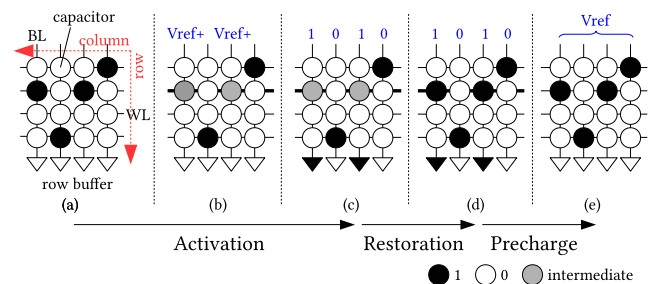 capacitor
BL
column
row
WL
row buffer
(a)
Vref+ Vref+
(b)
1 0 1 0
(c)
1 0 1 0
(d)
Vref
(e)
Activation
Restoration
Precharge
1 0 intermediate